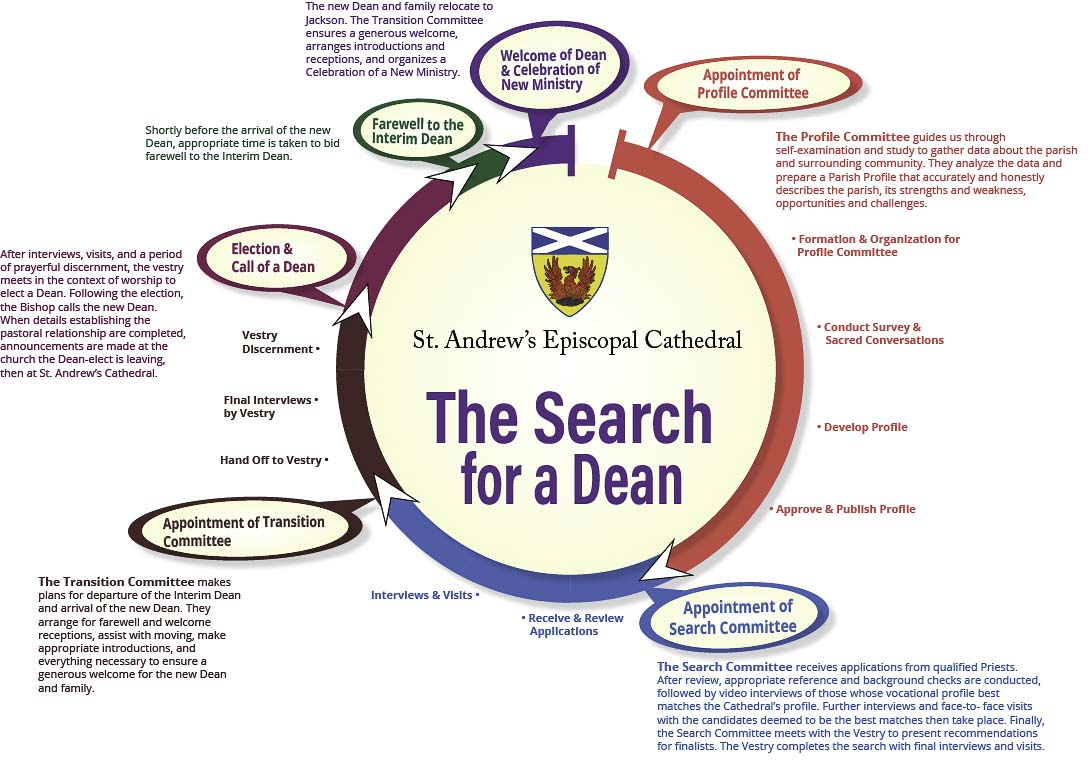 The new Dean and family relocate to
Jackson. The Transition Committee
ensures a generous welcome,
arranges introductions and
receptions, and organizes a
Celebration of a New Ministry.
Welcome of Dean
& Celebration of
New Ministry
Appointment of
Profile Committee
The Profile Committee guides us through
self-examination and study to gather data about the parish
and surrounding community. They analyze the data and
prepare a Parish Profile that accurately and honestly
describes the parish, its strengths and weakness,
opportunities and challenges.
• Formation & Organization for
Profile Committee
• Conduct Survey &
Sacred Conversations
• Develop Profile
• Approve & Publish Profile
Appointment of
Search Committee
The Search Committee receives applications from qualified Priests.
After review, appropriate reference and background checks are conducted,
followed by video interviews of those whose vocational profile best
matches the Cathedral's profile. Further interviews and face-to- face visits
with the candidates deemed to be the best matches then take place. Finally,
the Search Committee meets with the Vestry to present recommendations
for finalists. The Vestry completes the search with final interviews and visits.
• Receive & Review
Applications
Interviews & Visits •
Appointment of Transition
Committee
The Transition Committee makes
plans for departure of the Interim Dean
and arrival of the new Dean. They
arrange for farewell and welcome
receptions, assist with moving, make
appropriate introductions, and
everything necessary to ensure a
generous welcome for the new Dean
and family.
Hand Off to Vestry •
Final Interviews •
by Vestry
Vestry
Discernment •
Election &
Call of a Dean
After interviews, visits, and a period
of prayerful discernment, the vestry
meets in the context of worship to
elect a Dean. Following the election,
the Bishop calls the new Dean.
When details establishing the
pastoral relationship are completed,
announcements are made at the
church the Dean-elect is leaving,
then at St. Andrew's Cathedral.
Farewell to the
Interim Dean
Shortly before the arrival of the new
Dean, appropriate time is taken to bid
farewell to the Interim Dean.
St. Andrew's Episcopal Cathedral
The Search
for a Dean